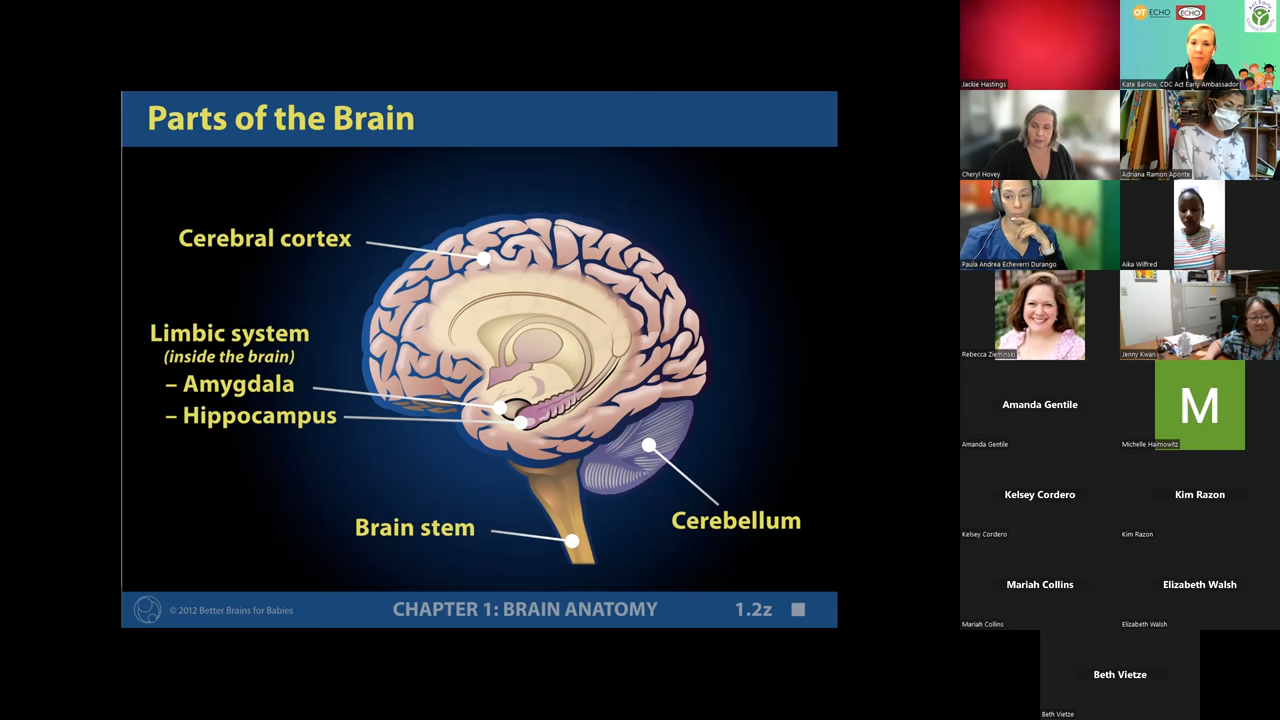 Parts of the Brain
Cerebral cortex
Limbic system
(inside the brain)
– Amygdala
– Hippocampus
Brain stem
Cerebellum
© 2012 Better Brains for Babies
CHAPTER 1: BRAIN ANATOMY
1.2z
Jackie Hastings
OT ECHO
ECHO
Kate Barlow, CDC Act Early Ambassador
Cheryl Hovey
Adriana Ramon Aponte
Paula Andrea Echeverri Durango
Aika Wilfred
Rebecca Zieminski
Jenny Kwan
Amanda Gentile
Amanda Gentile
M
Michelle Haimowitz
Kelsey Cordero
Kelsey Cordero
Kim Razon
Kim Razon
Mariah Collins
Mariah Collins
Elizabeth Walsh
Elizabeth Walsh
Beth Vietze
Beth Vietze